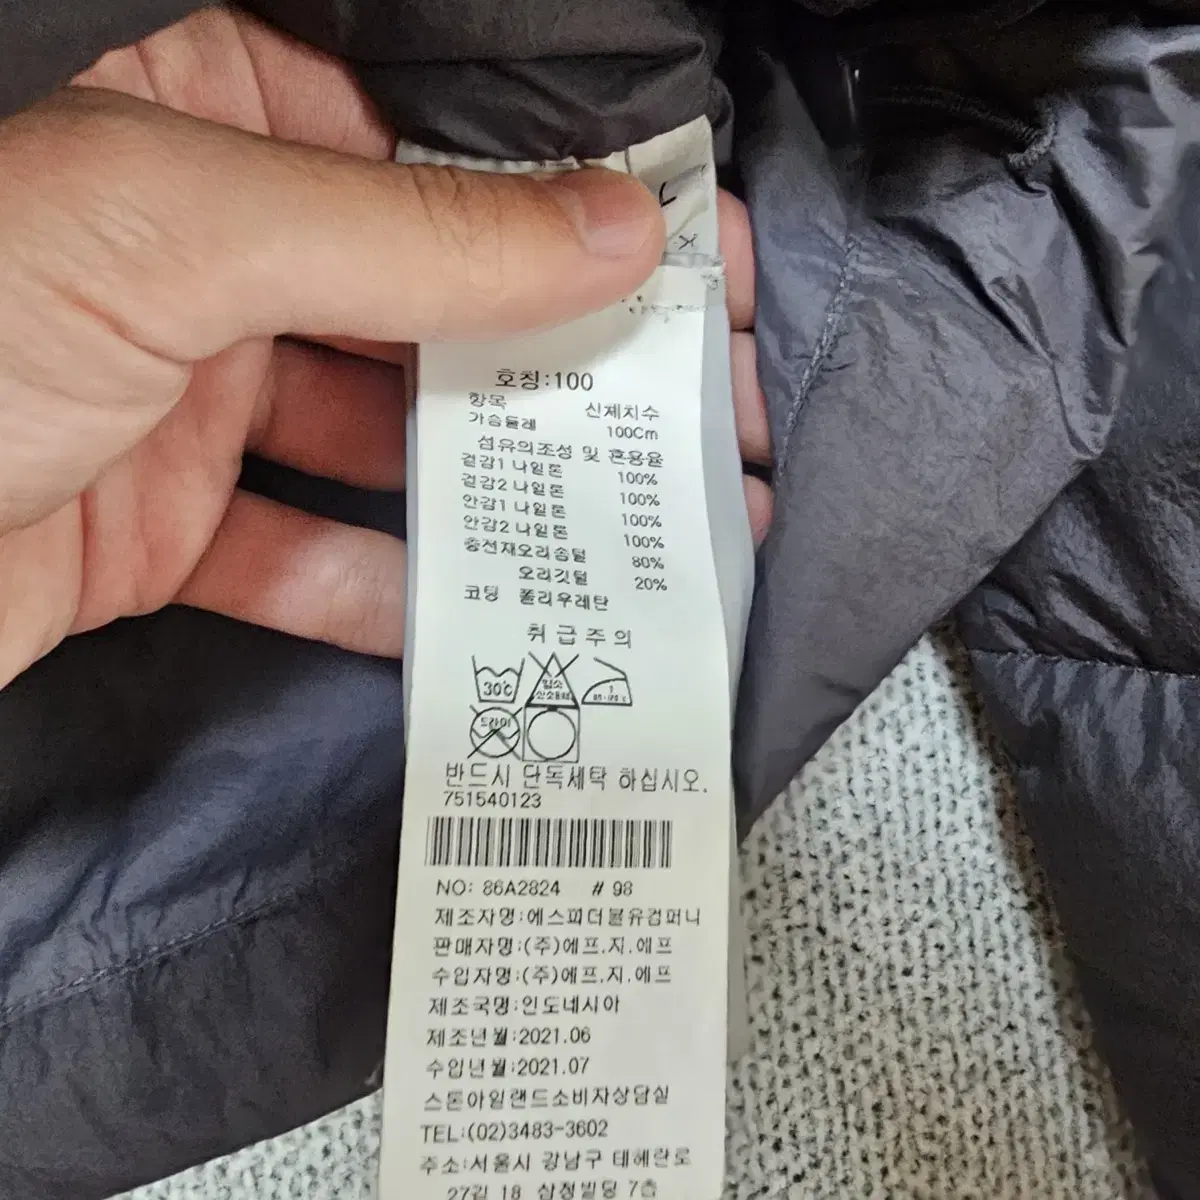 호칭:100
항목 신체치수
가슴둘레 100Cm
섬유의조성 및 혼용율
겉감1 나일론 100%
겉감2 나일론 100%
안감1 나일론 100%
안감2 나일론 100%
충전재오리솜털 80%
오리깃털 20%
코팅 폴리우레탄
취급주의
30℃
염소
산소표백
드라이
반드시 단독세탁 하십시오.
751540123
NO: 86A2824 # 98
제조자명:에스피더블유컴퍼니
판매자명:(주)에프.지.에프
수입자명:(주)에프.지.에프
제조국명:인도네시아
제조년월:2021.06
수입년월:2021.07
스톤아일랜드소비자상담실
TEL:(02)3483-3602
주소:서울시 강남구 테헤란로
27길 18 삼정빌딩 7층